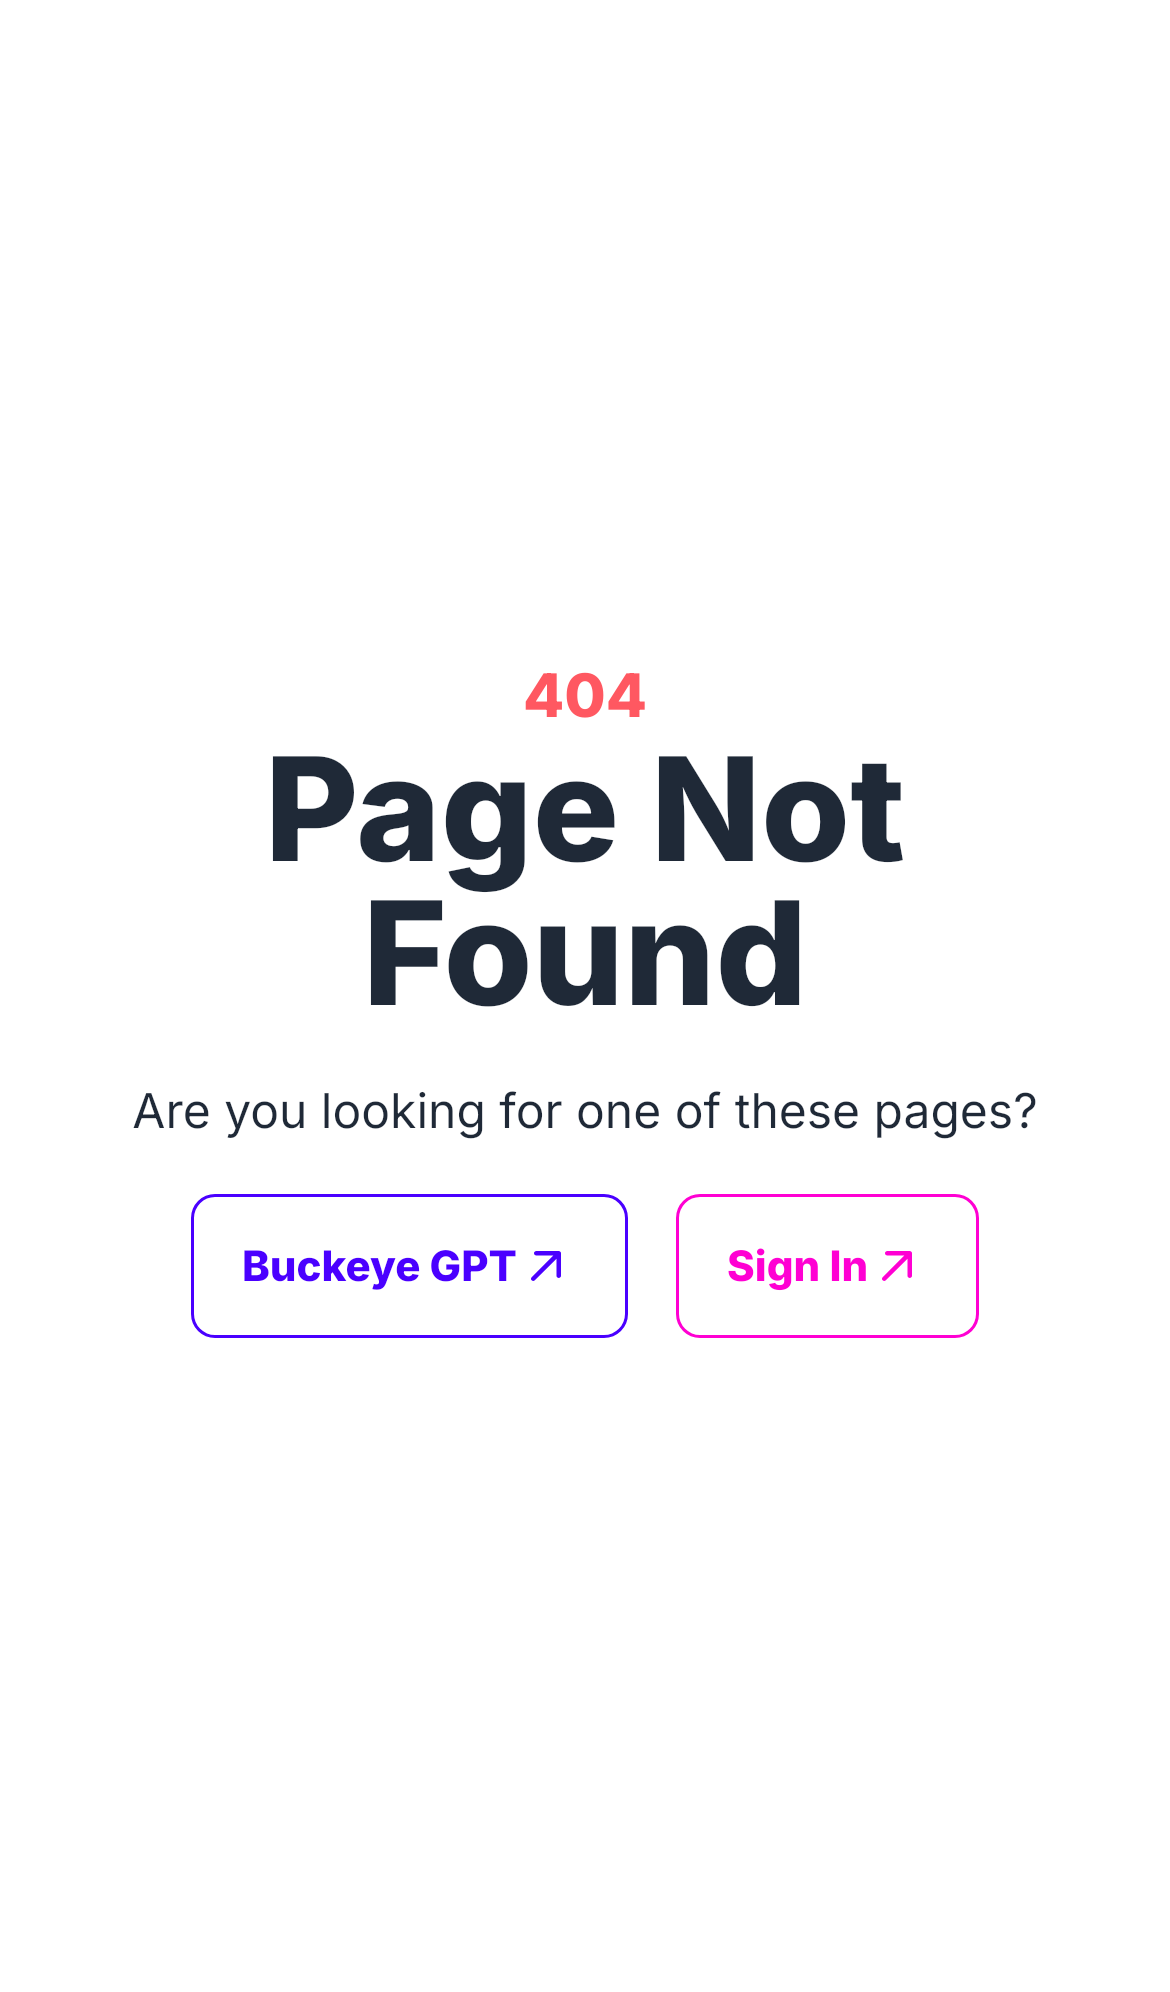 404
Page Not
Found
Are you looking for one of these pages?
Buckeye GPT
Sign In